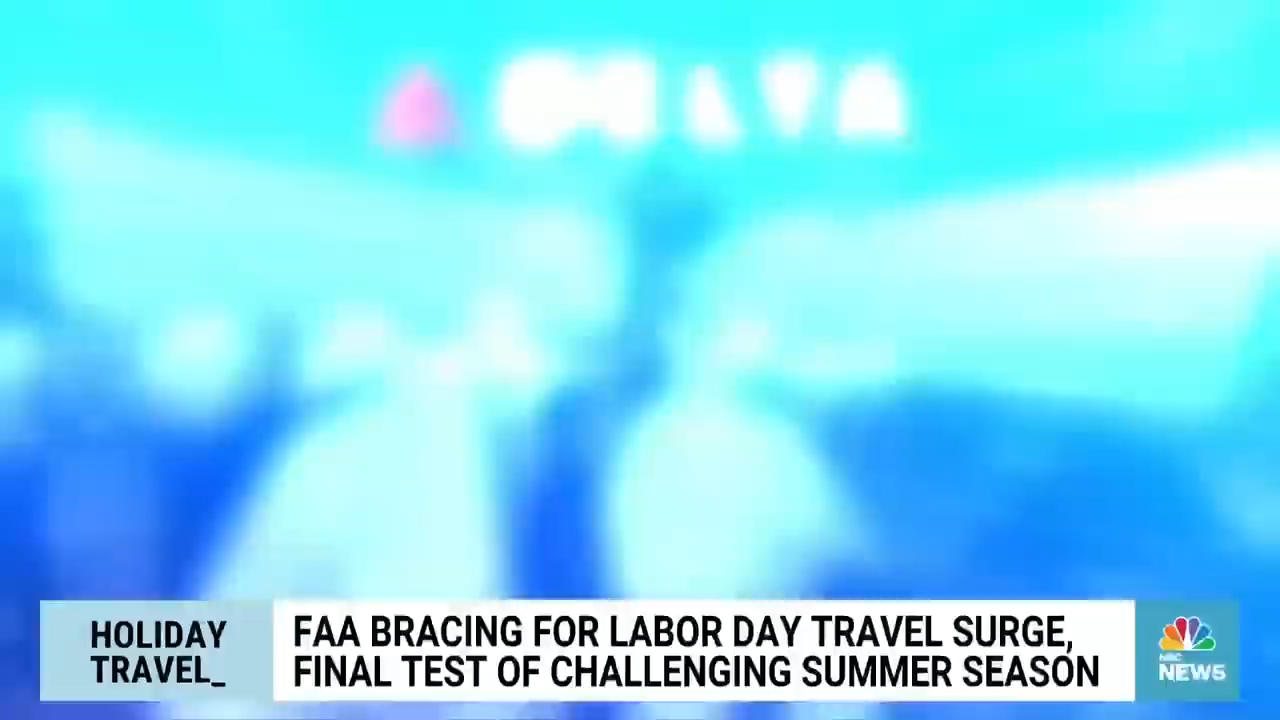 HOLIDAY
TRAVEL_
FAA BRACING FOR LABOR DAY TRAVEL SURGE,
FINAL TEST OF CHALLENGING SUMMER SEASON
NBC
NEWS